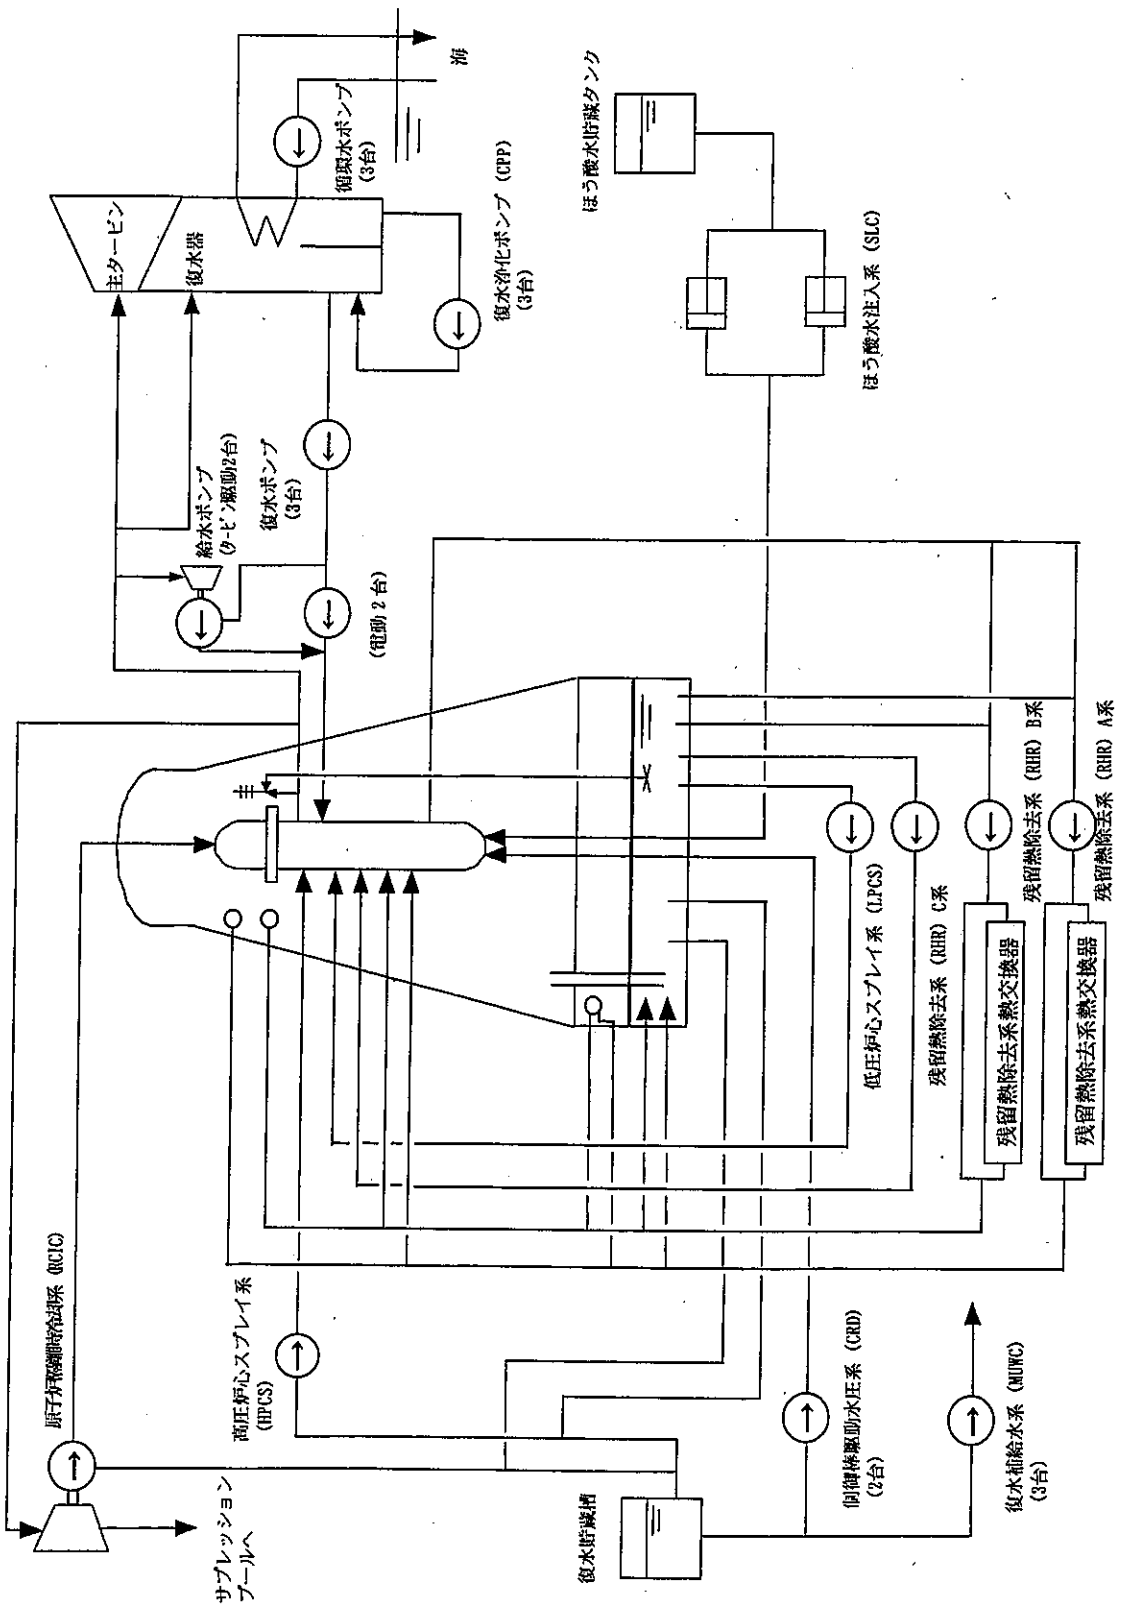 主タービン
復水器
循環水ポンプ
(3台)
海
給水ポンプ
(タービン駆動2台)
復水ポンプ
(3台)
復水浄化ポンプ (CPP)
(3台)
(電動2台)
ほう酸水貯蔵タンク
ほう酸水注入系 (SLC)
原子炉隔離時冷却系 (RCIC)
高圧炉心スプレイ系
(HPCS)
サプレッション
プールへ
復水貯蔵槽
低圧炉心スプレイ系 (LPCS)
残留熱除去系 (RHR) C系
残留熱除去系 (RHR) B系
残留熱除去系 (RHR) A系
残留熱除去系熱交換器
残留熱除去系熱交換器
制御棒駆動水圧系 (CRD)
(2台)
復水補給水系 (MUWC)
(3台)